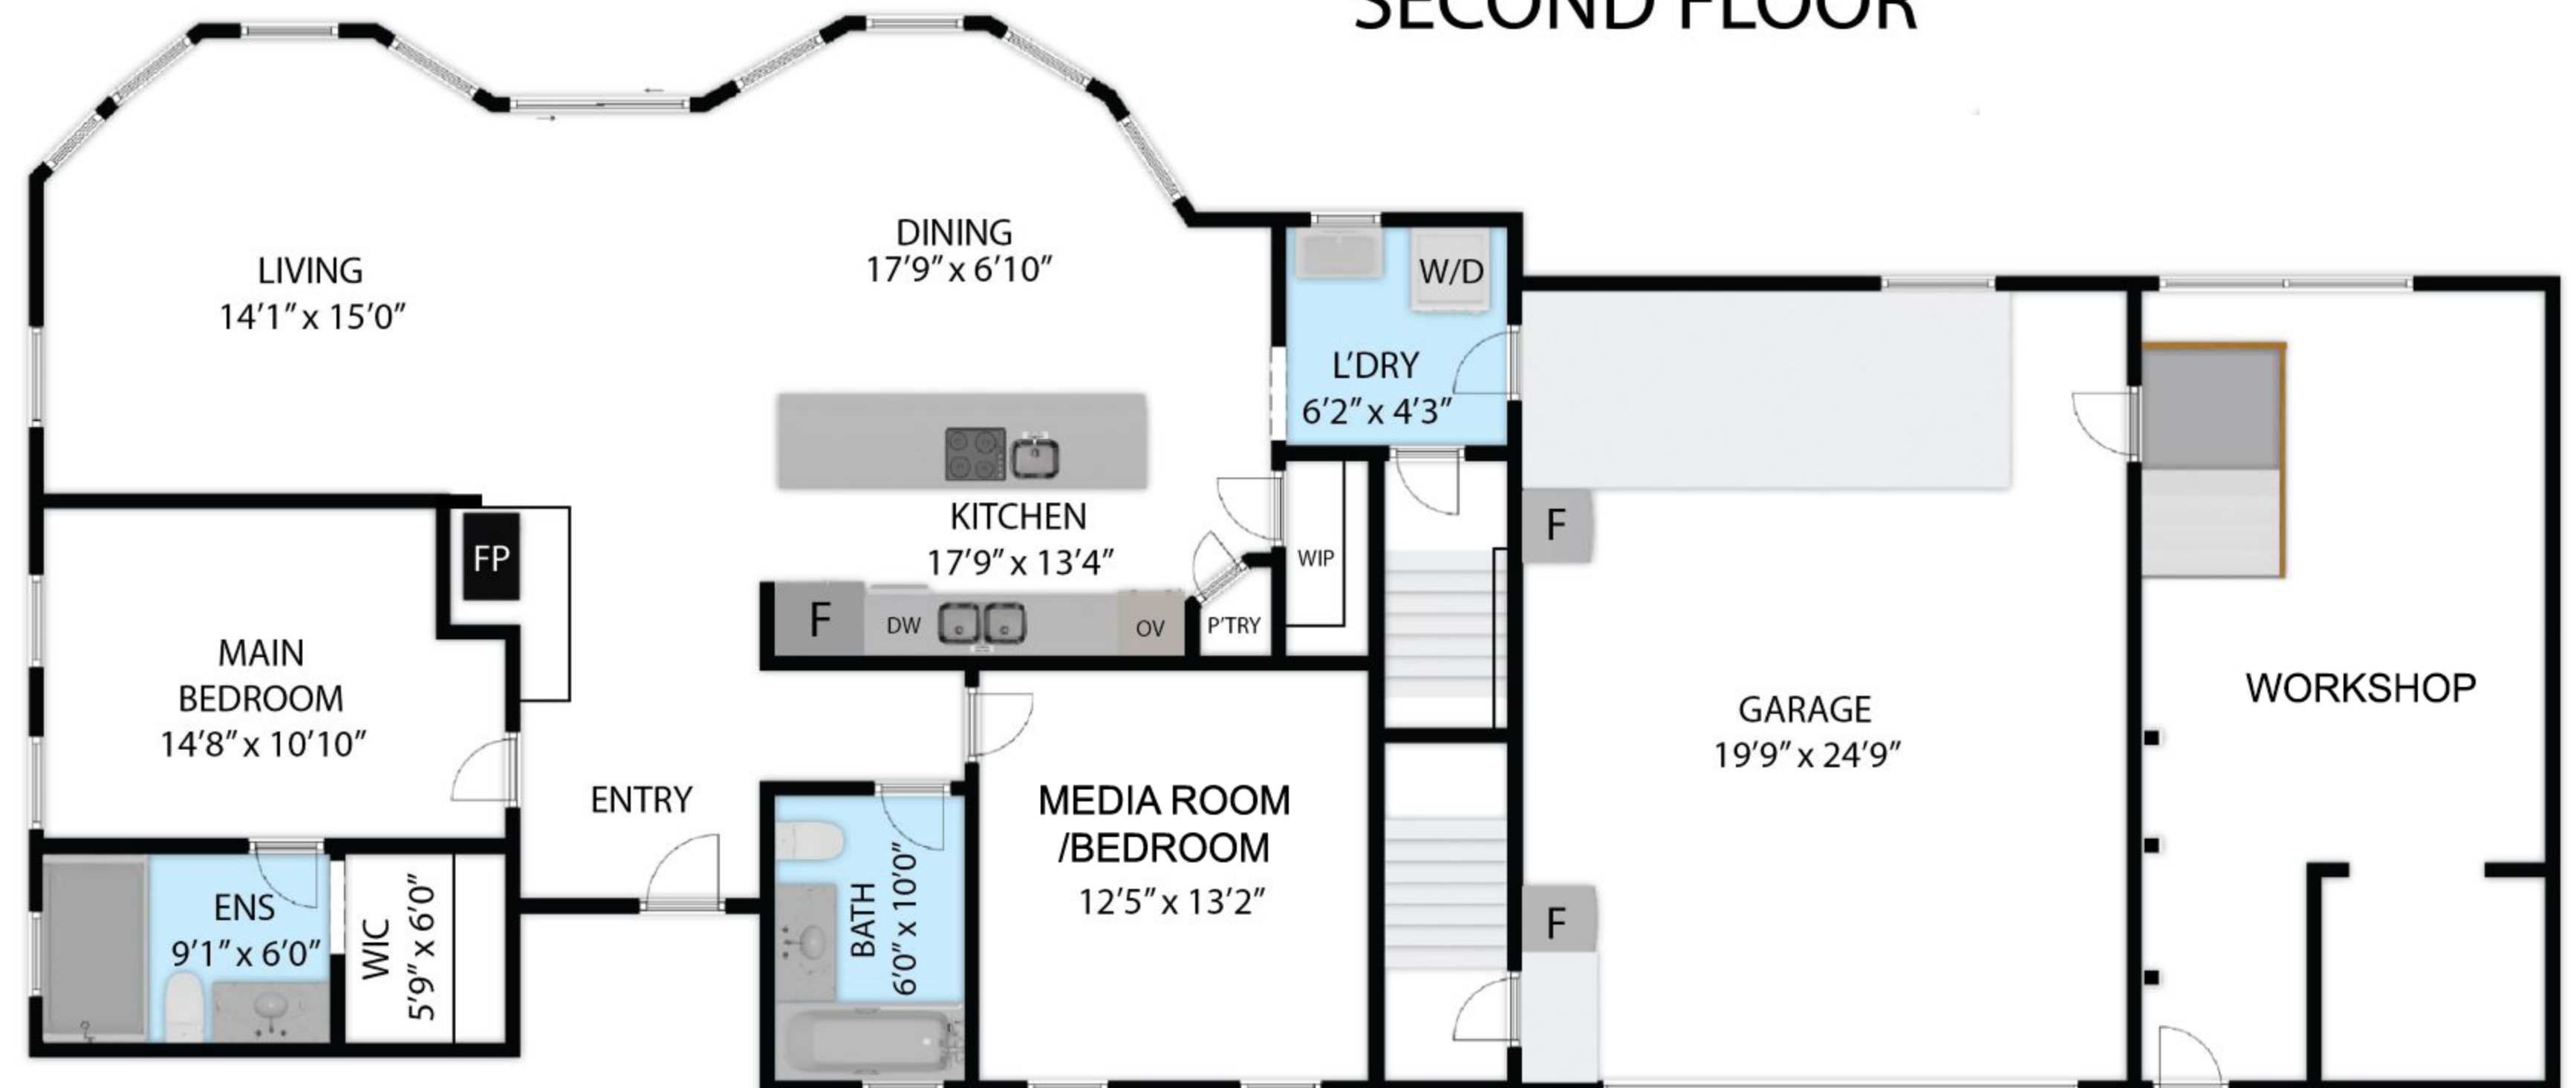 SECOND FLOOR
LIVING
14'1" x 15'0"
DINING
17'9" x 6'10"
W/D
L'DRY
6'2" x 4'3"
KITCHEN
17'9" x 13'4"
FP
F
DW
OV
P'TRY
WIP
F
MAIN
BEDROOM
14'8" x 10'10"
ENTRY
MEDIA ROOM
/BEDROOM
12'5" x 13'2"
GARAGE
19'9" x 24'9"
WORKSHOP
ENS
9'1" x 6'0"
WIC
5'9" x 6'0"
BATH
6'0" x 10'0"
F